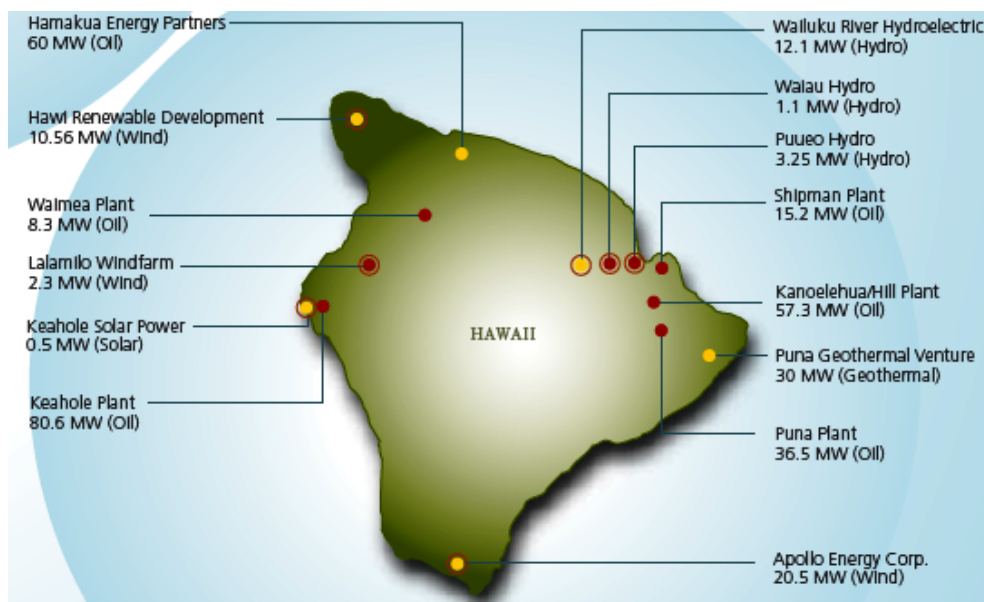 Hamakua Energy Partners
60 MW (Oil)
Hawi Renewable Development
10.56 MW (Wind)
Waimea Plant
8.3 MW (Oil)
Lalamilo Windfarm
2.3 MW (Wind)
Keahole Solar Power
0.5 MW (Solar)
Keahole Plant
80.6 MW (Oil)
HAWAII
Wailuku River Hydroelectric
12.1 MW (Hydro)
Waiau Hydro
1.1 MW (Hydro)
Puueo Hydro
3.25 MW (Hydro)
Shipman Plant
15.2 MW (Oil)
Kanoelehua/Hill Plant
57.3 MW (Oil)
Puna Geothermal Venture
30 MW (Geothermal)
Puna Plant
36.5 MW (Oil)
Apollo Energy Corp.
20.5 MW (Wind)